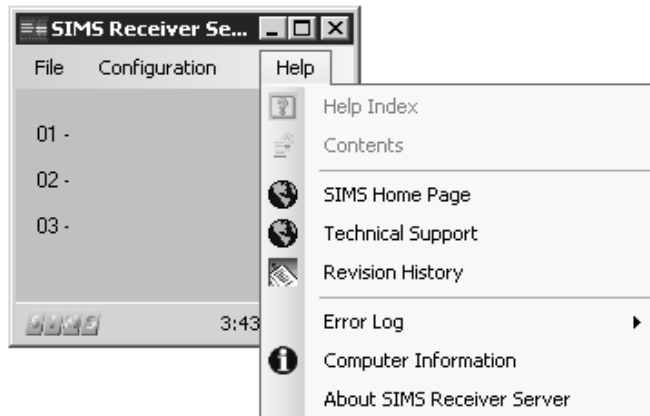 SIMS Receiver Se...
File Configuration Help
Help Index
Contents
SIMS Home Page
Technical Support
Revision History
Error Log
Computer Information
About SIMS Receiver Server
01 -
02 -
03 -
3:43